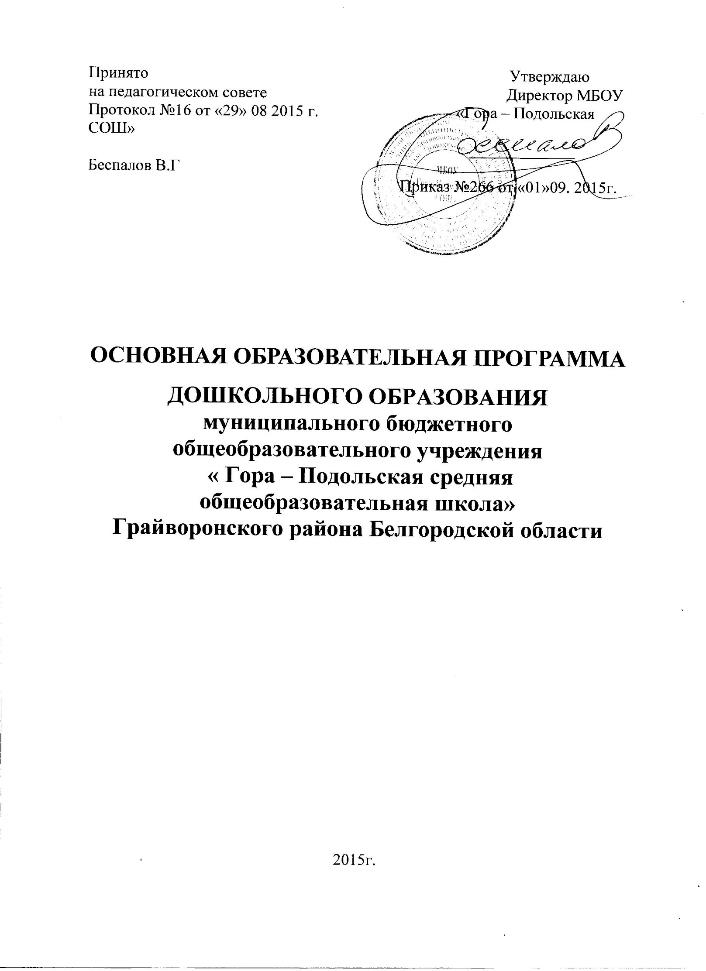 Принято Утверждаю
на педагогическом совете Директор МБОУ
Протокол №16 от «29» 08 2015 г. «Гора – Подольская
СОШ»
Беспалов В.Г
Приказ №266 от «01»09. 2015г.
ОСНОВНАЯ ОБРАЗОВАТЕЛЬНАЯ ПРОГРАММА
ДОШКОЛЬНОГО ОБРАЗОВАНИЯ
муниципального бюджетного
общеобразовательного учреждения
« Гора – Подольская средняя
общеобразовательная школа»
Грайворонского района Белгородской области
2015г.